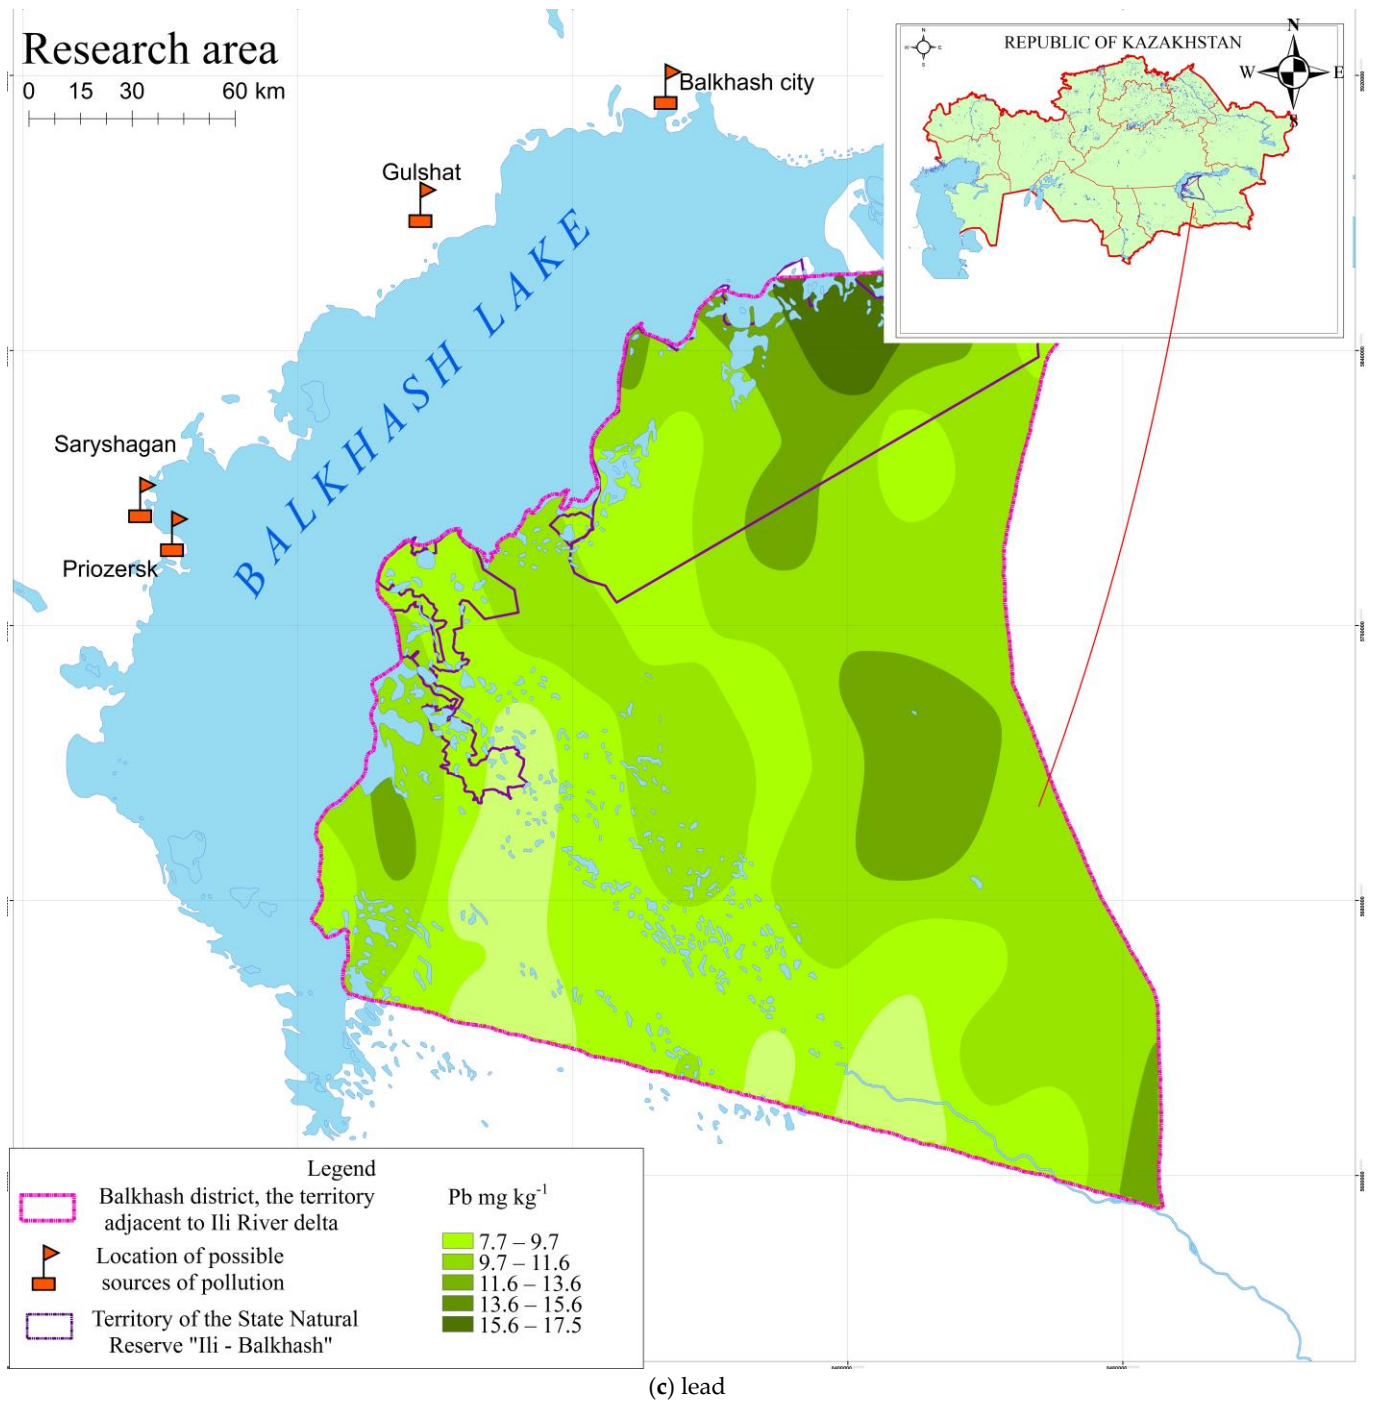 Research area
0 15 30 60 km
Balkhash city
Gulshat
Saryshagan
Priozersk
BALKHASH LAKE
REPUBLIC OF KAZAKHSTAN
N
W E
S
N
W E
S
Legend
Balkhash district, the territory
adjacent to Ili River delta
Location of possible
sources of pollution
Territory of the State Natural
Reserve "Ili - Balkhash"
Pb mg kg-1
7.7 – 9.7
9.7 – 11.6
11.6 – 13.6
13.6 – 15.6
15.6 – 17.5
(c) lead